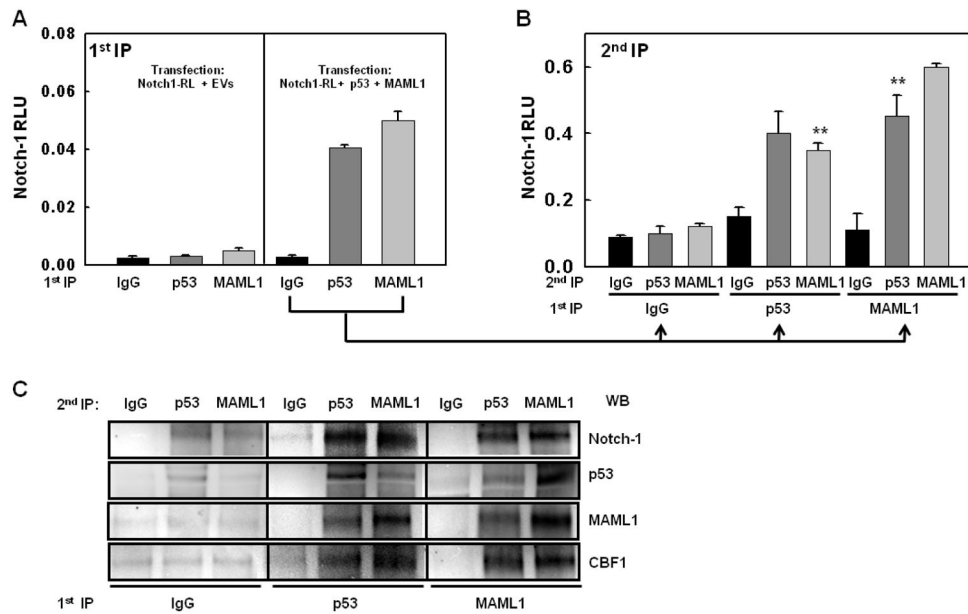 A
1st IP
Transfection:
Notch1-RL + EVs
Transfection:
Notch1-RL+ p53 + MAML1
Notch-1 RLU
0.08
0.06
0.04
0.02
0.00
1st IP IgG p53 MAML1 IgG p53 MAML1
B
2nd IP
Notch-1 RLU
0.6
0.4
0.2
**
**
2nd IP IgG p53 MAML1 IgG p53 MAML1 IgG p53 MAML1
1st IP IgG p53 MAML1
C
2nd IP: IgG p53 MAML1 IgG p53 MAML1 IgG p53 MAML1 WB
Notch-1
p53
MAML1
CBF1
1st IP IgG p53 MAML1